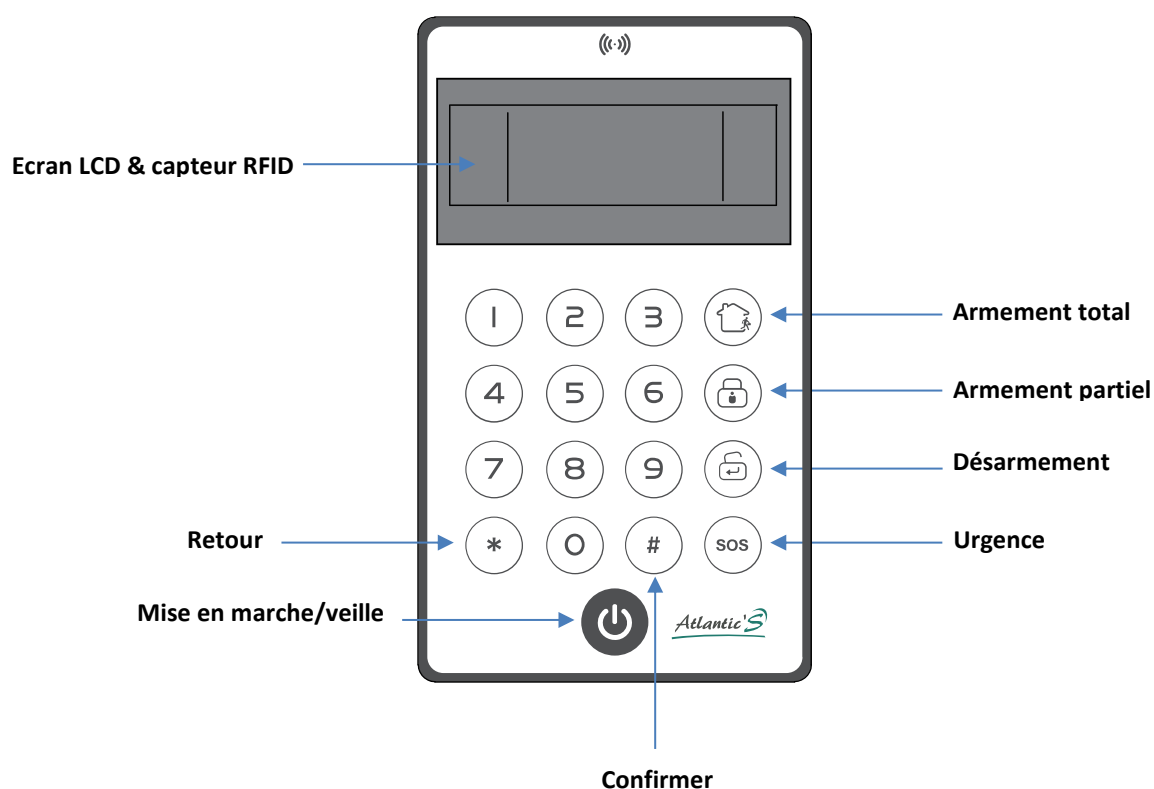 Ecran LCD & capteur RFID
1 2 3
Armement total
4 5 6
Armement partiel
7 8 9
Désarmement
Retour
* 0 # SOS
Urgence
Mise en marche/veille
Atlantic'S
Confirmer